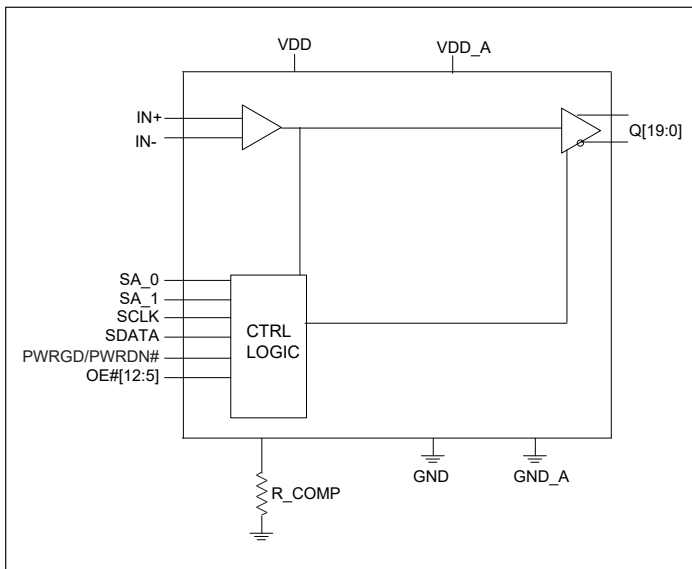 VDD
VDD_A
IN+
IN-
Q[19:0]
SA_0
SA_1
SCLK
SDATA
PWRGD/PWRDN#
OE#[12:5]
CTRL
LOGIC
R_COMP
GND
GND_A